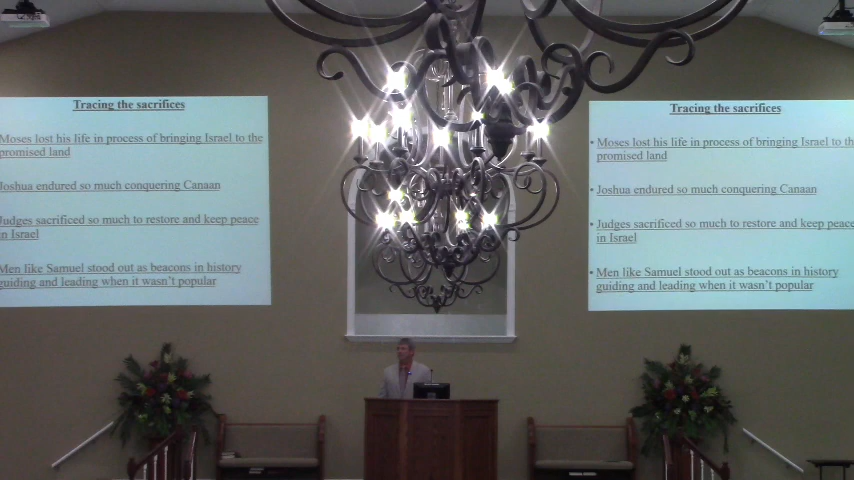 Tracing the sacrifices
Moses lost his life in process of bringing Israel to the
promised land
Joshua endured so much conquering Canaan
Judges sacrificed so much to restore and keep peace
in Israel
Men like Samuel stood out as beacons in history
guiding and leading when it wasn't popular
Tracing the sacrifices
• Moses lost his life in process of bringing Israel to th
promised land
• Joshua endured so much conquering Canaan
• Judges sacrificed so much to restore and keep peace
in Israel
• Men like Samuel stood out as beacons in history
guiding and leading when it wasn't popular